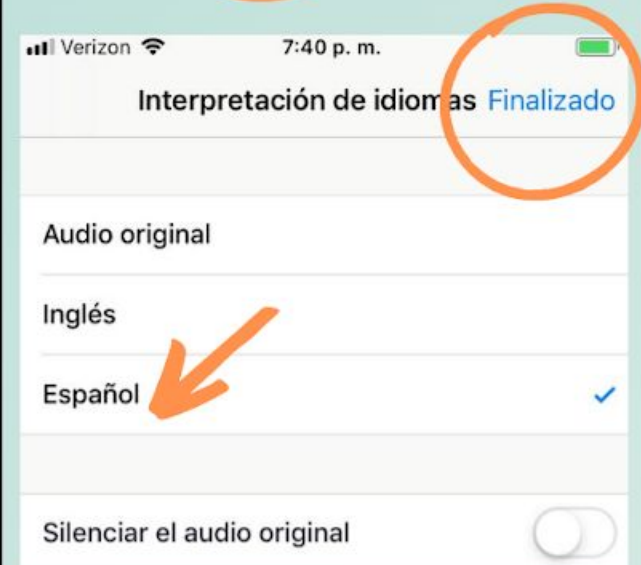 Verizon 7:40 p. m.
Interpretación de idiomas Finalizado
Audio original
Inglés
Español
Silenciar el audio original